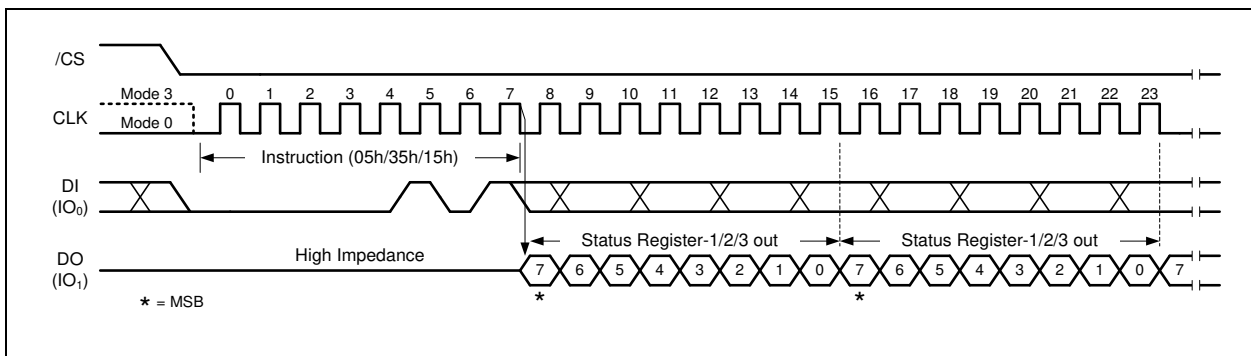 /CS
Mode 3
0 1 2 3 4 5 6 7 8 9 10 11 12 13 14 15 16 17 18 19 20 21 22 23
CLK
Mode 0
Instruction (05h/35h/15h)
DI
(IO₀)
Status Register-1/2/3 out Status Register-1/2/3 out
DO
(IO₁)
High Impedance
7 6 5 4 3 2 1 0 7 6 5 4 3 2 1 0 7
* *
* = MSB